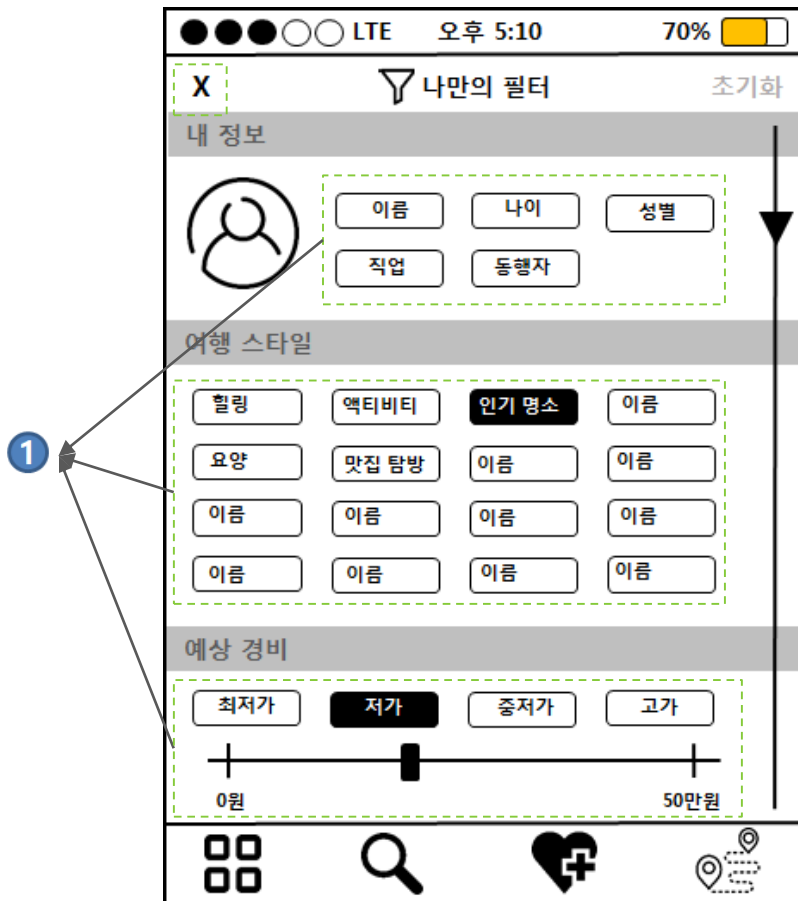 LTE 오후 5:10 70%
X 나만의 필터 초기화
내 정보
이름 나이 성별
직업 동행자
여행 스타일
힐링 액티비티 인기 명소 이름
1
요양 맛집 탐방 이름 이름
이름 이름 이름 이름
이름 이름 이름 이름
예상 경비
최저가 저가 중저가 고가
0원 50만원